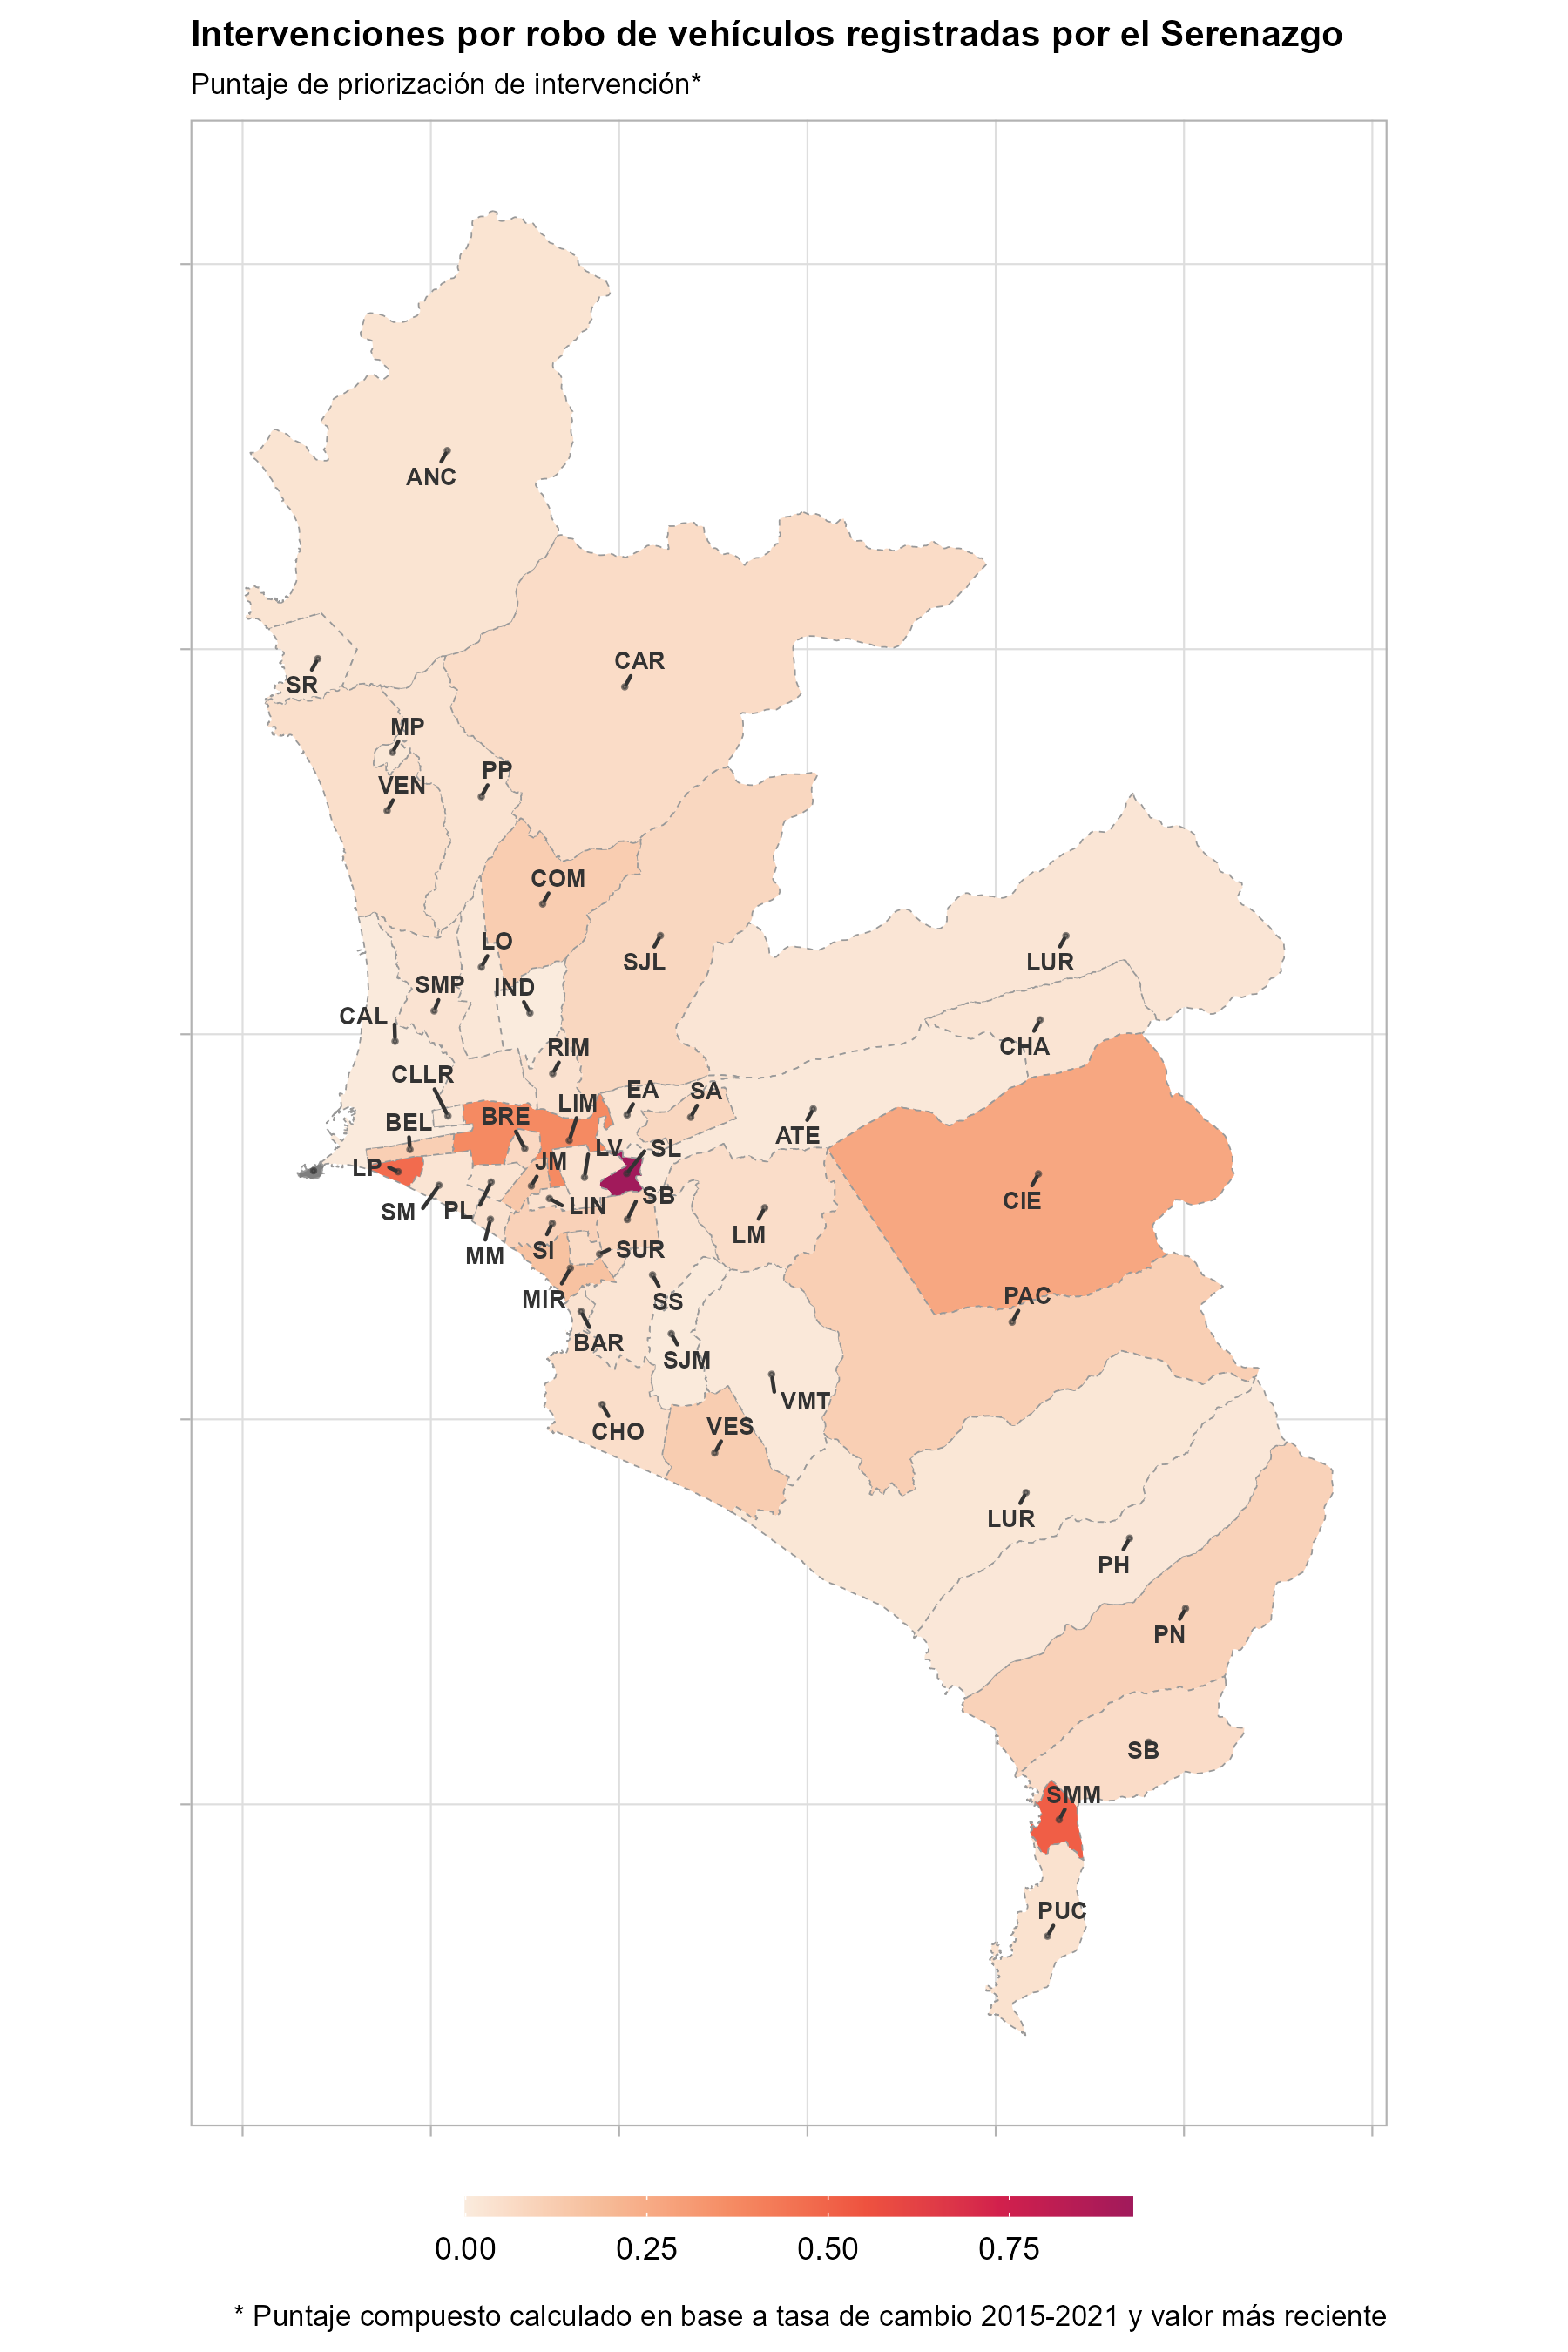 Intervenciones por robo de vehículos registradas por el Serenazgo
Puntaje de priorización de intervención*
ANC
CAR
SR
MP
PP
VEN
COM
LO
SJL
LUR
SMP
IND
CAL
CHA
RIM
CLLR
EA
SA
LIM
BRE
BEL
ATE
LV
SL
JM
LP
SB
CIE
PL
LIN
SM
LM
SI
SUR
MM
PAC
MIR
SS
BAR
SJM
VMT
VES
CHO
LUR
PH
PN
SB
SMM
PUC
0.00 0.25 0.50 0.75
* Puntaje compuesto calculado en base a tasa de cambio 2015-2021 y valor más reciente